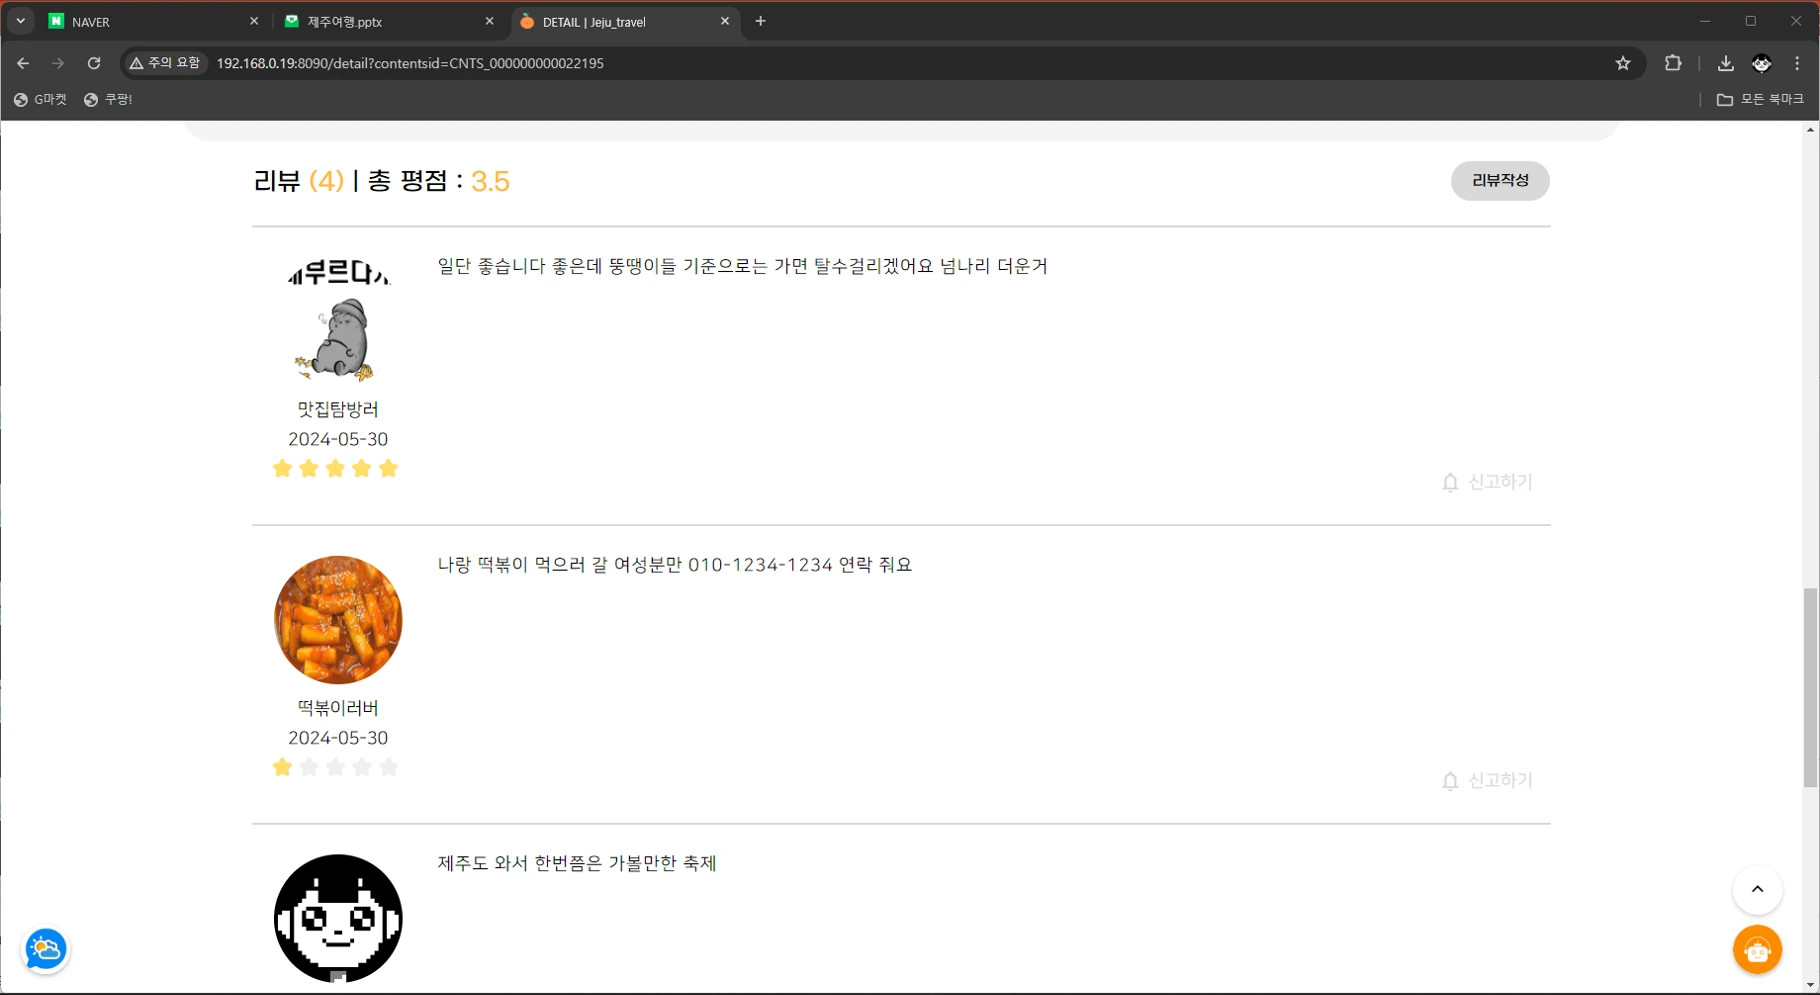 NAVER
제주여행.pptx
DETAIL | Jeju_travel
주의 요함
192.168.0.19:8090/detail?contentsid=CNTS_000000000022195
G마켓
쿠팡!
모든 북마크
리뷰 (4) | 총 평점 : 3.5
리뷰작성
부르다
일단 좋습니다 좋은데 뚱땡이들 기준으로는 가면 탈수걸리겠어요 넘나리 더운거
맛집탐방러
2024-05-30
신고하기
나랑 떡볶이 먹으러 갈 여성분만 010-1234-1234 연락 줘요
떡볶이러버
2024-05-30
신고하기
제주도 와서 한번쯤은 가볼만한 축제